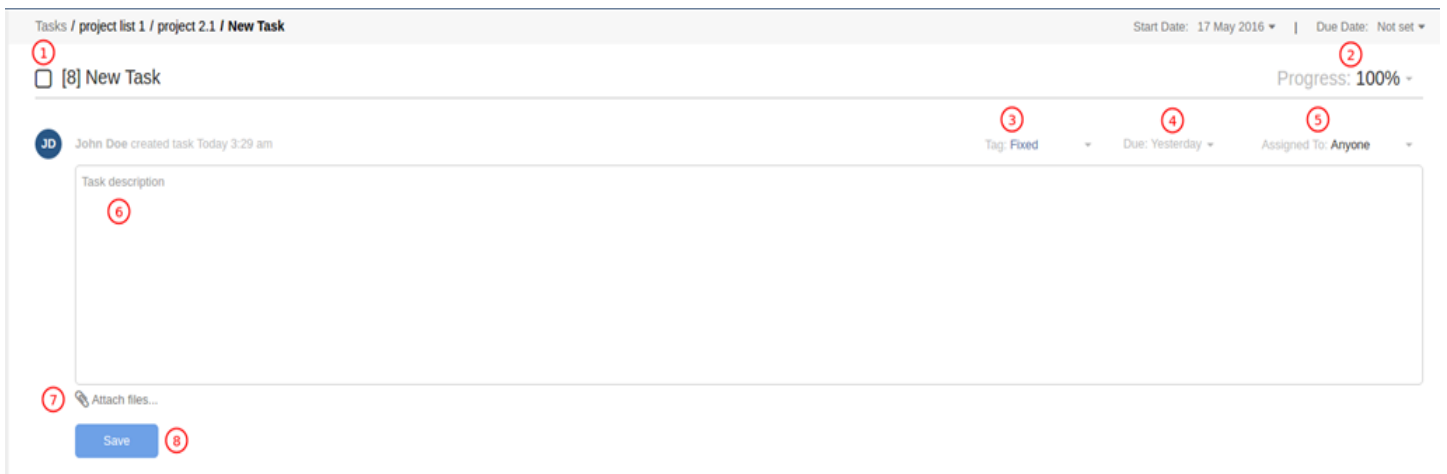 Tasks / project list 1 / project 2.1 / New Task Start Date: 17 May 2016 | Due Date: Not set
1 2
[8] New Task Progress: 100%
3 4 5
JD John Doe created task Today 3:29 am Tag: Fixed Due: Yesterday Assigned To: Anyone
Task description
6
7 Attach files...
Save 8